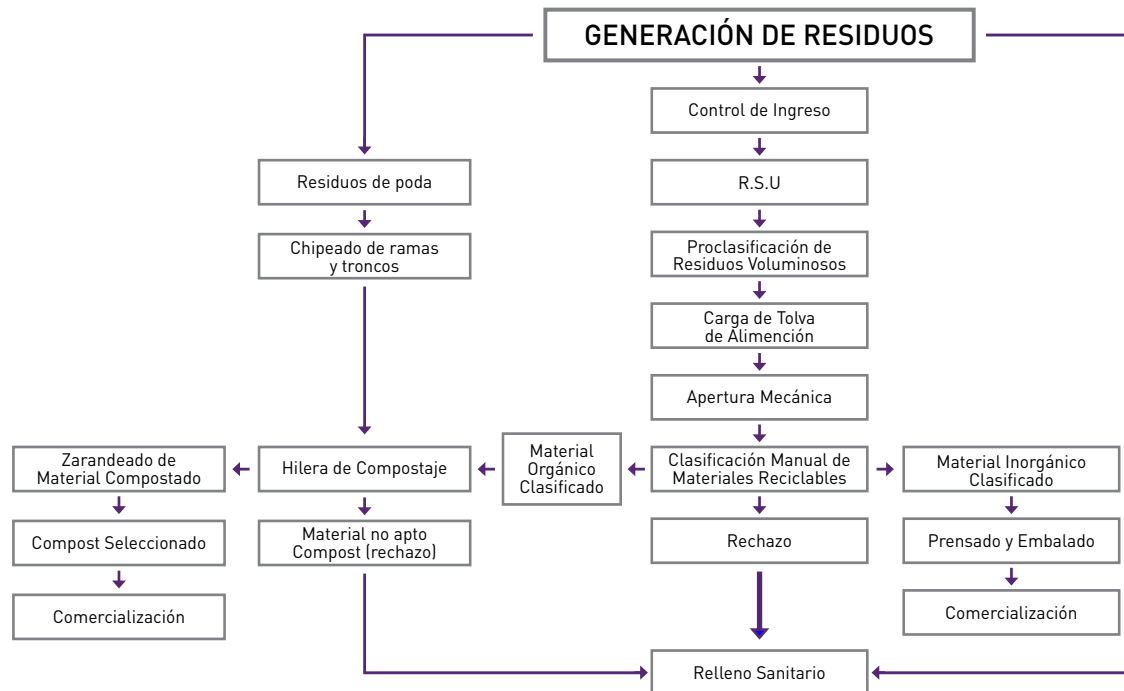 GENERACIÓN DE RESIDUOS
Control de Ingreso
Residuos de poda
R.S.U
Chipeado de ramas
y troncos
Proclasificación de
Residuos Voluminosos
Carga de Tolva
de Alimención
Apertura Mecánica
Zarandeado de
Material Compostado
Hilera de Compostaje
Material
Orgánico
Clasificado
Clasificación Manual de
Materiales Reciclables
Material Inorgánico
Clasificado
Compost Seleccionado
Material no apto
Compost (rechazo)
Rechazo
Prensado y Embalado
Comercialización
Comercialización
Relleno Sanitario